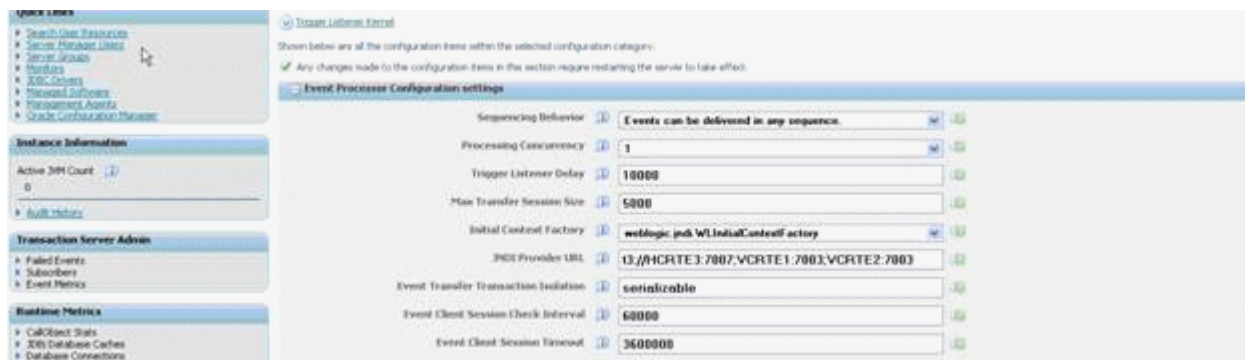 Quick Links
Search User Resources
Server Manager Users
Server Groups
Monitors
JDBC Drivers
Managed Software
Management Agents
Oracle Configuration Manager
Instance Information
Active JVM Count
0
Audit History
Transaction Server Admin
Failed Events
Subscribers
Event Metrics
Runtime Metrics
CallObject Stats
JDBj Database Caches
Database Connections
Trigger Listener Kernel
Shown below are all the configuration items within the selected configuration category.
Any changes made to the configuration items in this section require restarting the server to take effect.
Event Processor Configuration settings
Sequencing Behavior Events can be delivered in any sequence.
Processing Concurrency 1
Trigger Listener Delay 10000
Max Transfer Session Size 5000
Initial Context Factory weblogic.jndi.WLInitialContextFactory
JNDI Provider URL t3://HCRTE3:7007;VCRTE1:7003;VCRTE2:7003
Event Transfer Transaction Isolation serializable
Event Client Session Check Interval 60000
Event Client Session Timeout 3600000